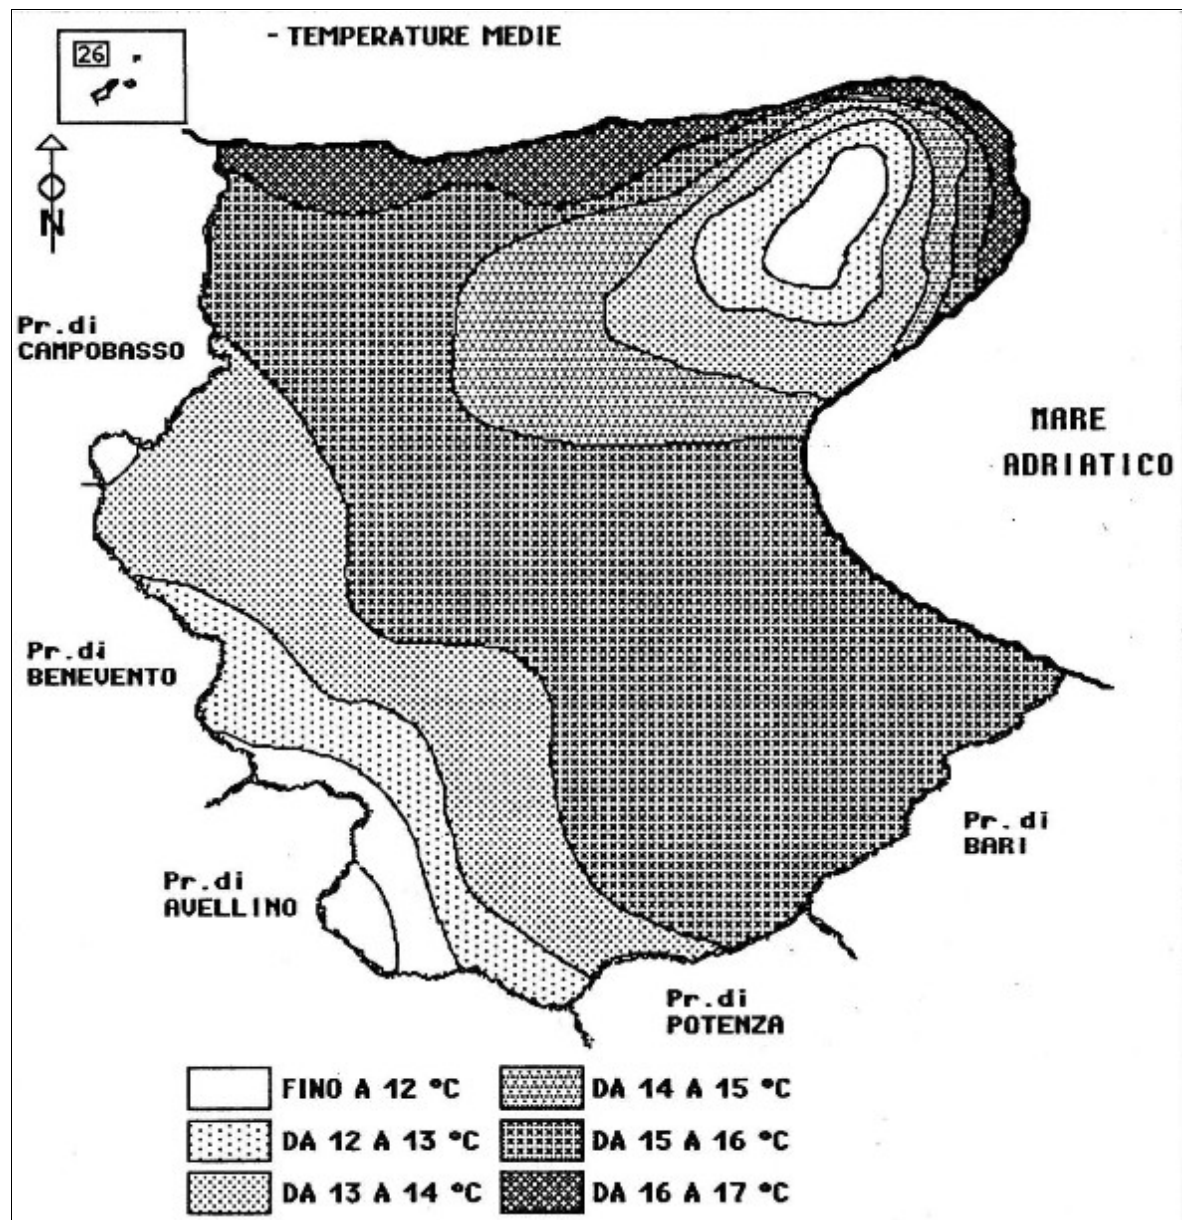 - TEMPERATURE MEDIE
26
N
Pr.di
CAMPOBASSO
MARE
ADRIATICO
Pr.di
BENEVENTO
Pr.di
BARI
Pr.di
AVELLINO
Pr.di
POTENZA
FINO A 12 °C
DA 14 A 15 °C
DA 12 A 13 °C
DA 15 A 16 °C
DA 13 A 14 °C
DA 16 A 17 °C